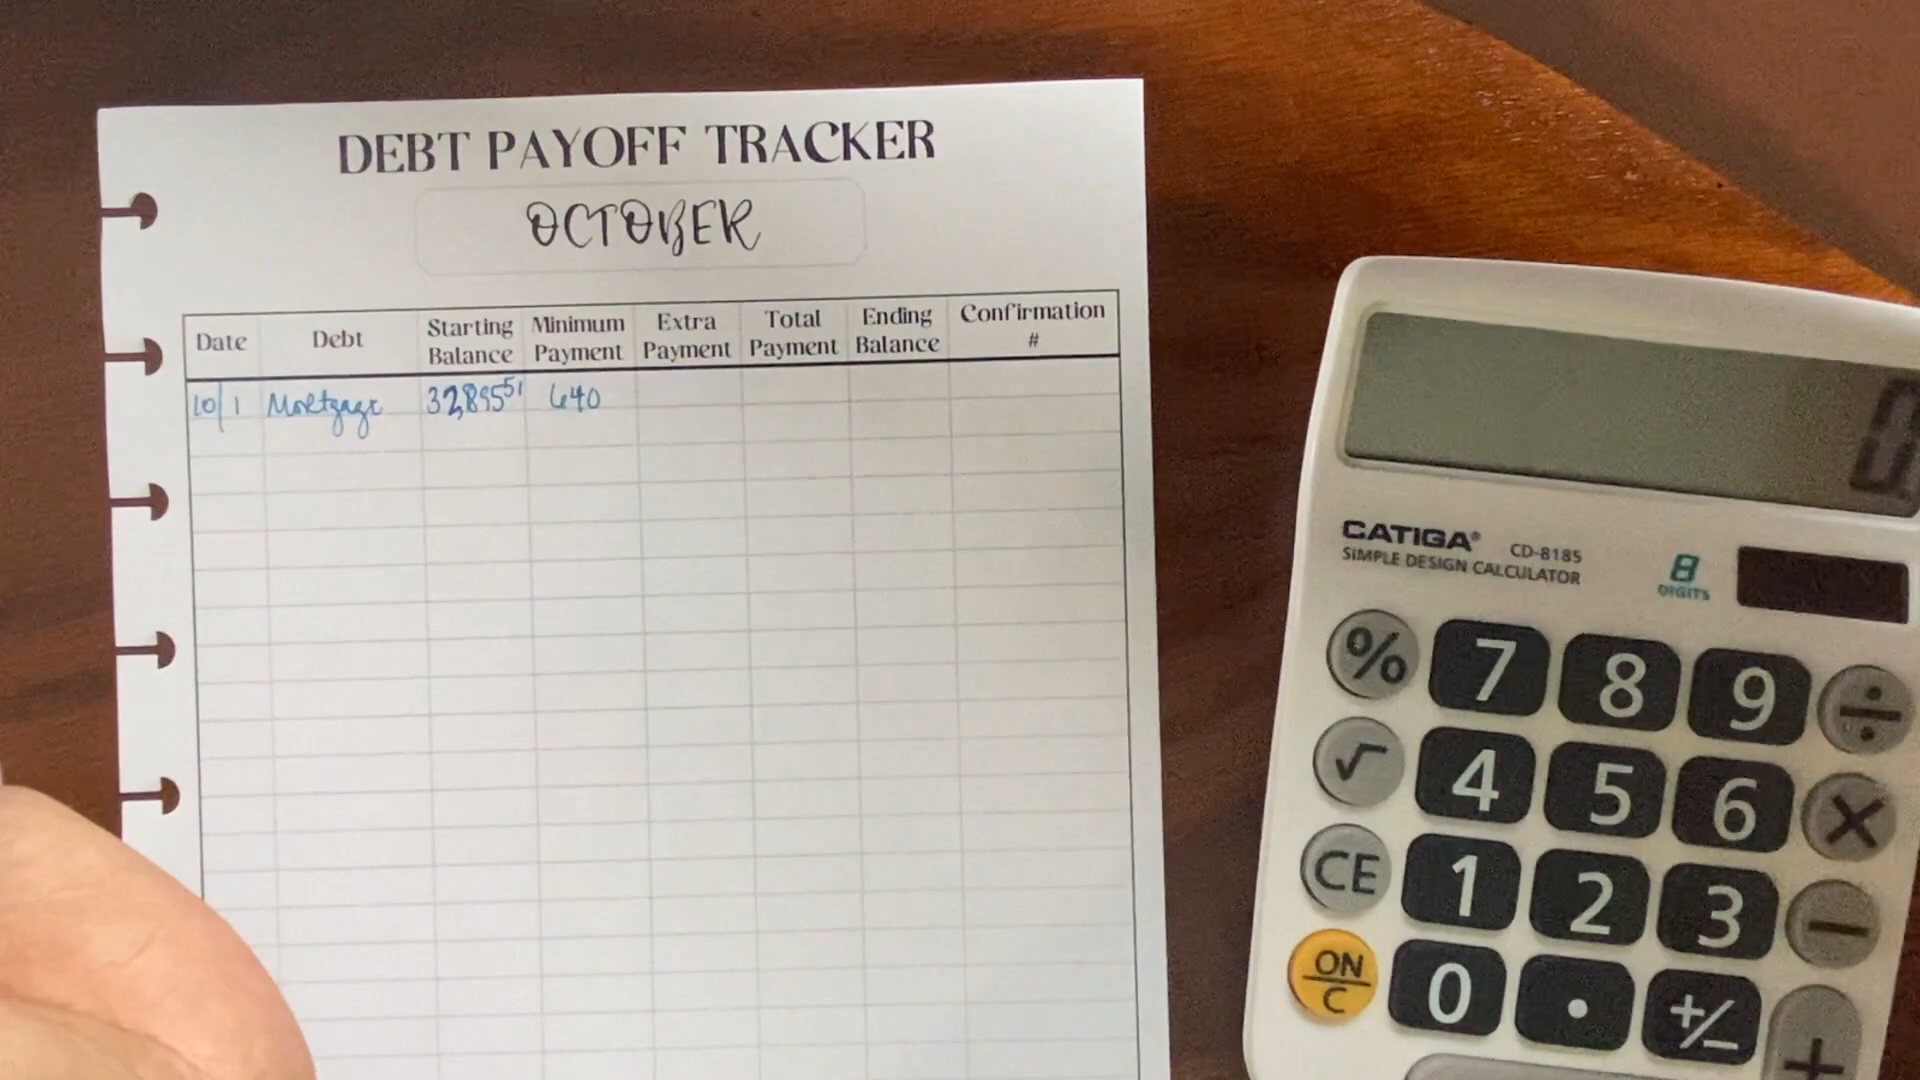 DEBT PAYOFF TRACKER
OCTOBER
Date Debt Starting Balance Minimum Payment Extra Payment Total Payment Ending Balance Confirmation #
10/1 Mortgage 32,895 51 640
0
CATIGA® CD-8185
SIMPLE DESIGN CALCULATOR
8 DIGITS
% 7 8 9 ÷
√ 4 5 6 ×
CE 1 2 3 −
ON/C 0 . +/− +